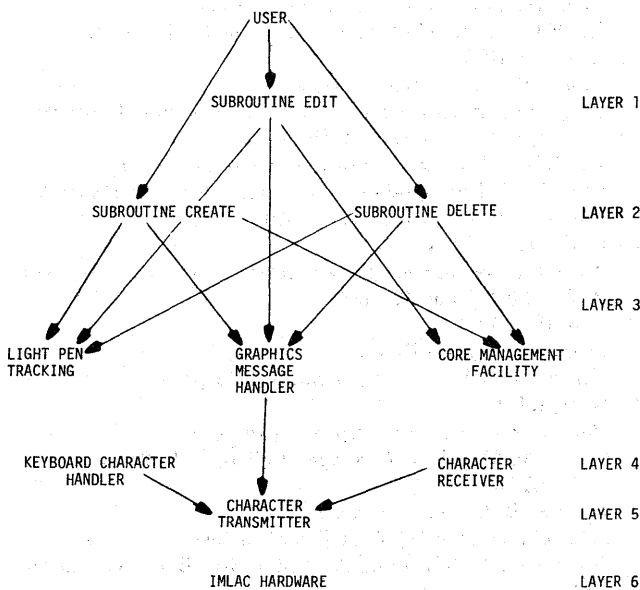 USER
SUBROUTINE EDIT
LAYER 1
SUBROUTINE CREATE
SUBROUTINE DELETE
LAYER 2
LAYER 3
LIGHT PEN
TRACKING
GRAPHICS
MESSAGE
HANDLER
CORE MANAGEMENT
FACILITY
KEYBOARD CHARACTER
HANDLER
CHARACTER
RECEIVER
LAYER 4
CHARACTER
TRANSMITTER
LAYER 5
IMLAC HARDWARE
LAYER 6